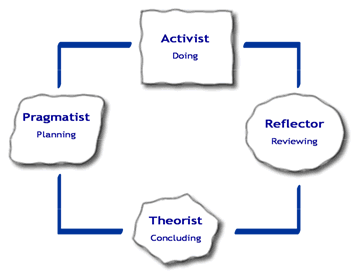 Activist
Doing
Pragmatist
Planning
Reflector
Reviewing
Theorist
Concluding